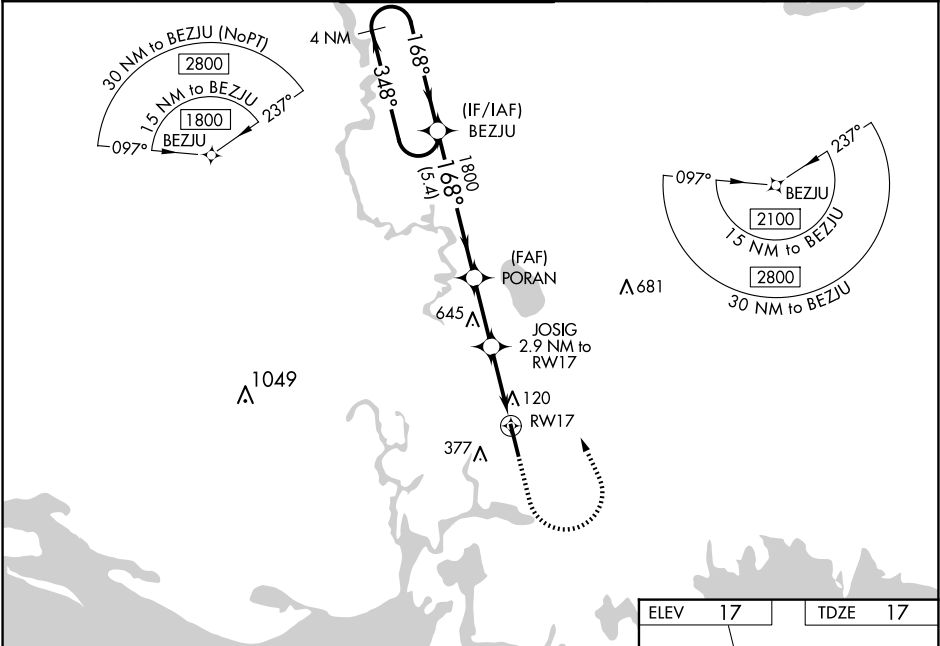 30 NM to BEZJU (NoPT)
2800
15 NM to BEZJU
1800
BEZJU
097°
237°
4 NM
168°
348°
(IF/IAF)
BEZJU
1800
168°
(5.4)
(FAF)
PORAN
645
681
JOSIG
2.9 NM to
RW17
120
RW17
377
1049
097°
237°
BEZJU
2100
15 NM to BEZJU
2800
30 NM to BEZJU
ELEV 17
TDZE 17